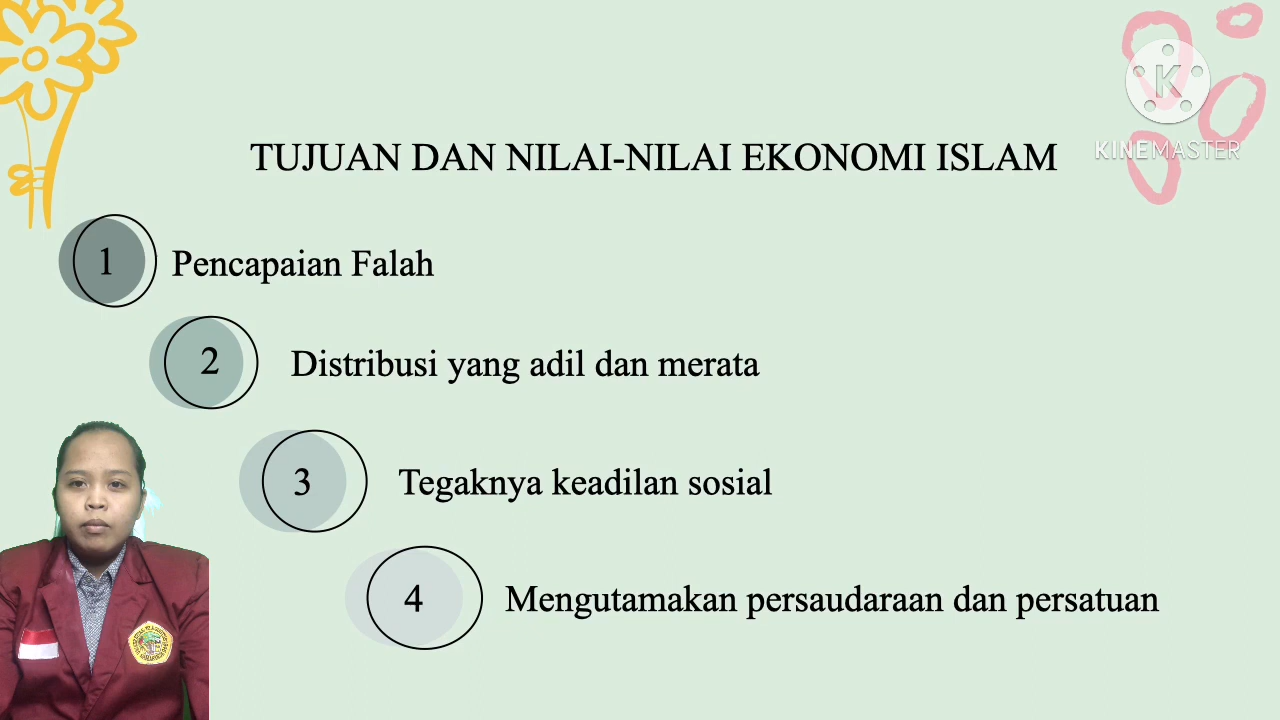 TUJUAN DAN NILAI-NILAI EKONOMI ISLAM
KINEMASTER
1 Pencapaian Falah
2 Distribusi yang adil dan merata
3 Tegaknya keadilan sosial
4 Mengutamakan persaudaraan dan persatuan